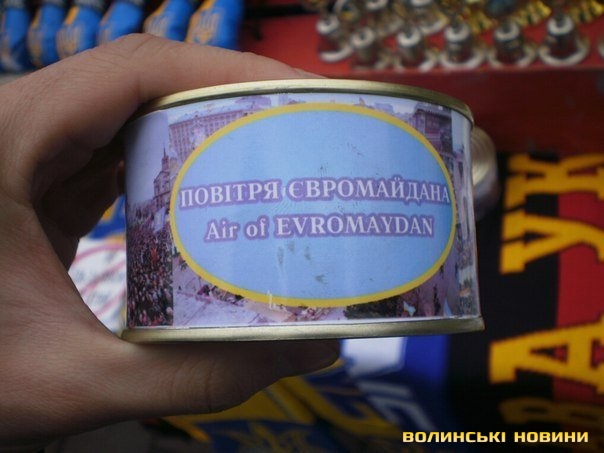 ПОВІТРЯ ЄВРОМАЙДАНА
Air of EVROMAYDAN
ВОЛИНСЬКІ НОВИНИ